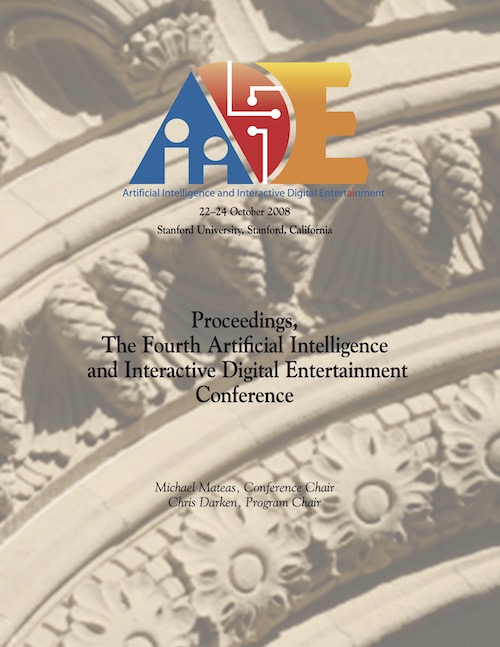 AIIDE
Artificial Intelligence and Interactive Digital Entertainment
22–24 October 2008
Stanford University, Stanford, California
Proceedings,
The Fourth Artificial Intelligence
and Interactive Digital Entertainment
Conference
Michael Mateas, Conference Chair
Chris Darken, Program Chair